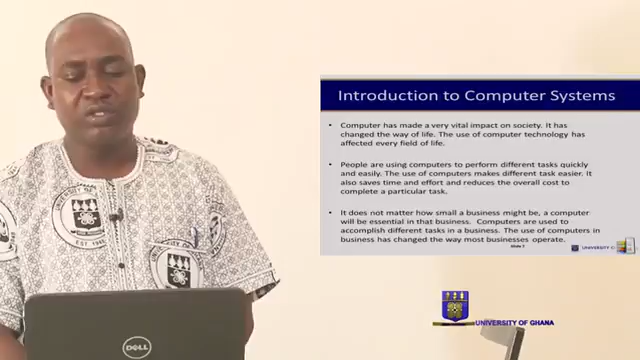 Introduction to Computer Systems
• Computer has made a very vital impact on society. It has
changed the way of life. The use of computer technology has
affected every field of life.
• People are using computers to perform different tasks quickly
and easily. The use of computers makes different task easier. It
also saves time and effort and reduces the overall cost to
complete a particular task.
• It does not matter how small a business might be, a computer
will be essential in that business. Computers are used to
accomplish different tasks in a business. The use of computers in
business has changed the way most businesses operate.
UNIVERSITY
UNIVERSITY OF GHANA
DELL